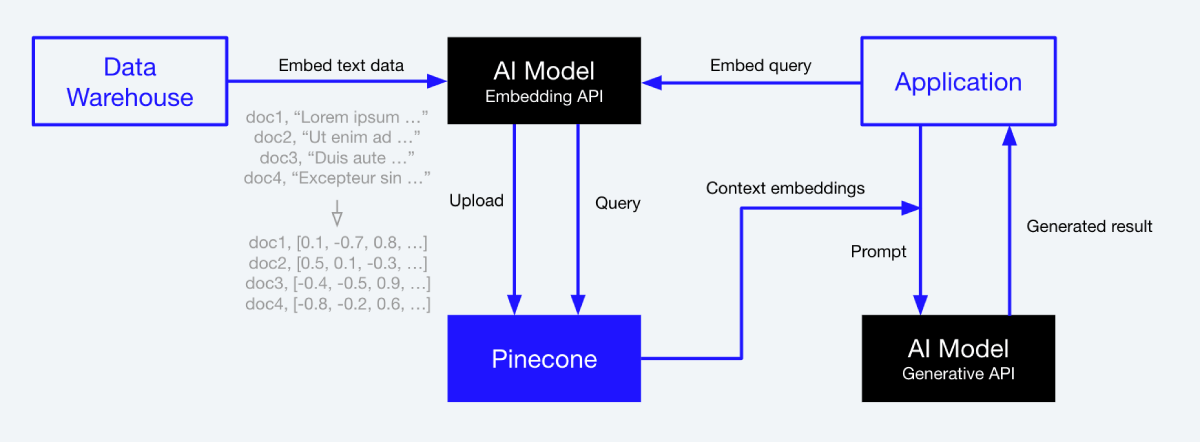 Data
Warehouse
Embed text data
AI Model
Embedding API
Embed query
Application
doc1, “Lorem ipsum …”
doc2, “Ut enim ad …”
doc3, “Duis aute …”
doc4, “Excepteur sin …”
doc1, [0.1, -0.7, 0.8, …]
doc2, [0.5, 0.1, -0.3, …]
doc3, [-0.4, -0.5, 0.9, …]
doc4, [-0.8, -0.2, 0.6, …]
Upload
Query
Context embeddings
Prompt
Generated result
Pinecone
AI Model
Generative API